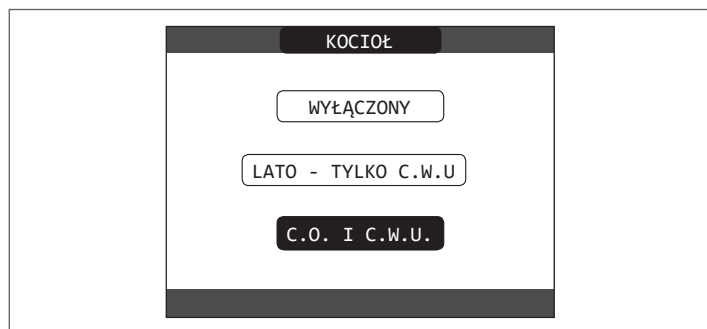 KOCIOŁ
WYŁĄCZONY
LATO - TYLKO C.W.U
C.O. I C.W.U.